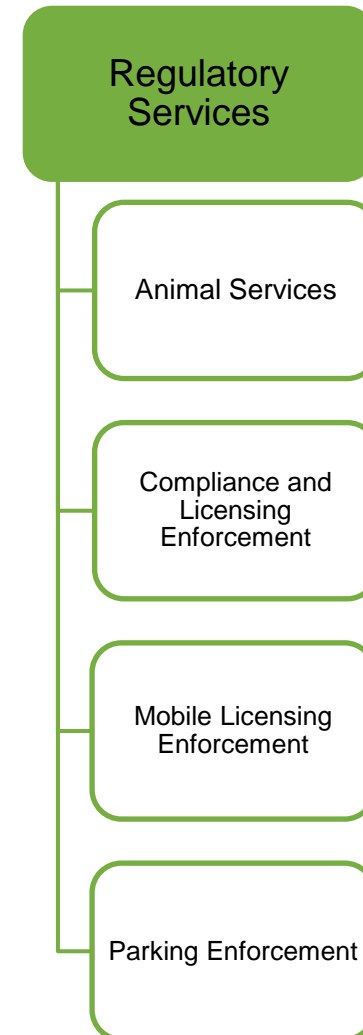 Regulatory
Services
Animal Services
Compliance and
Licensing
Enforcement
Mobile Licensing
Enforcement
Parking Enforcement